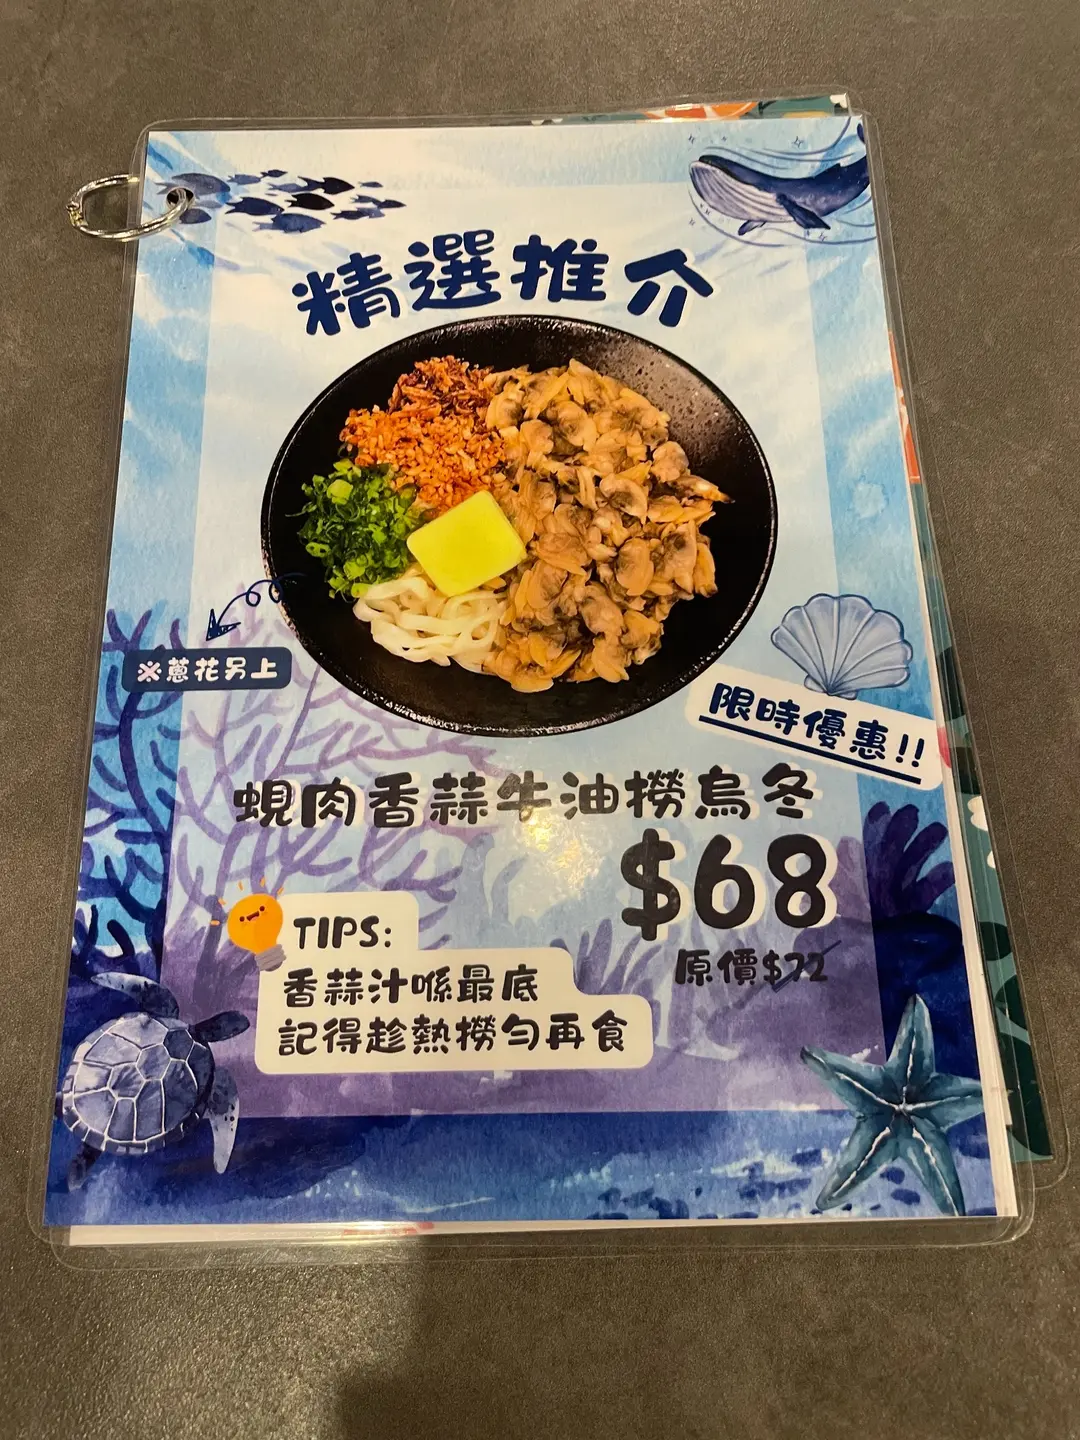 精選推介
※蔥花另上
限時優惠!!
蜆肉香蒜牛油撈烏冬
$68
原價$72
TIPS:
香蒜汁喺最底
記得趁熱撈勻再食